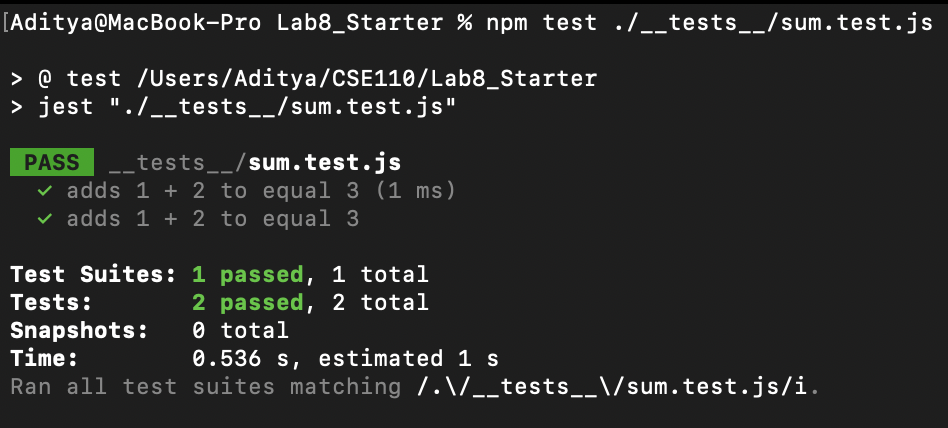 [Aditya@MacBook-Pro Lab8_Starter % npm test ./__tests__/sum.test.js
> @ test /Users/Aditya/CSE110/Lab8_Starter
> jest "./__tests__/sum.test.js"
PASS __tests__/sum.test.js
✓ adds 1 + 2 to equal 3 (1 ms)
✓ adds 1 + 2 to equal 3
Test Suites: 1 passed, 1 total
Tests: 2 passed, 2 total
Snapshots: 0 total
Time: 0.536 s, estimated 1 s
Ran all test suites matching /.\/__tests__\/sum.test.js/i.